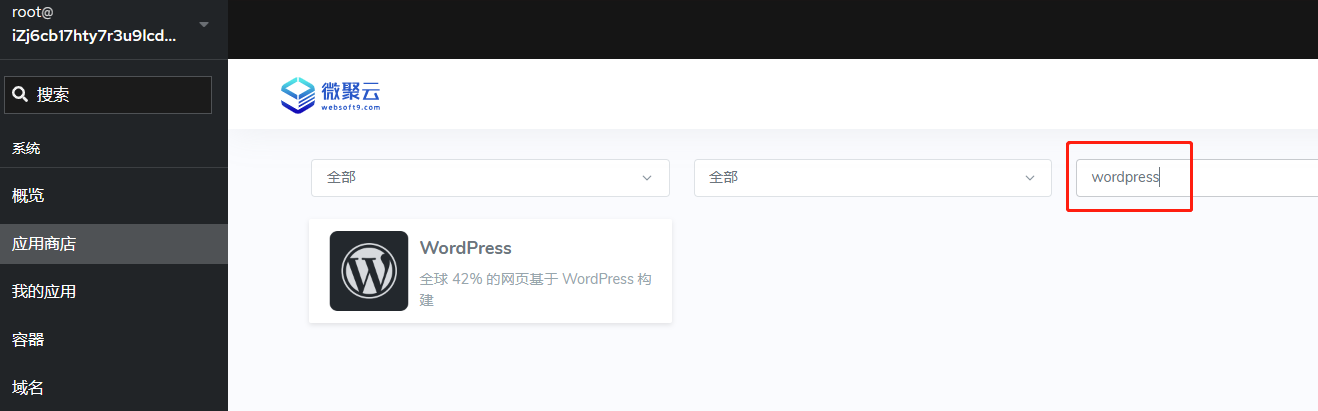 root@
iZj6cb17hty7r3u9lcd...
搜索
系统
概览
应用商店
我的应用
容器
域名
微聚云
websoft9.com
全部
全部
wordpress
WordPress
全球 42% 的网页基于 WordPress 构
建